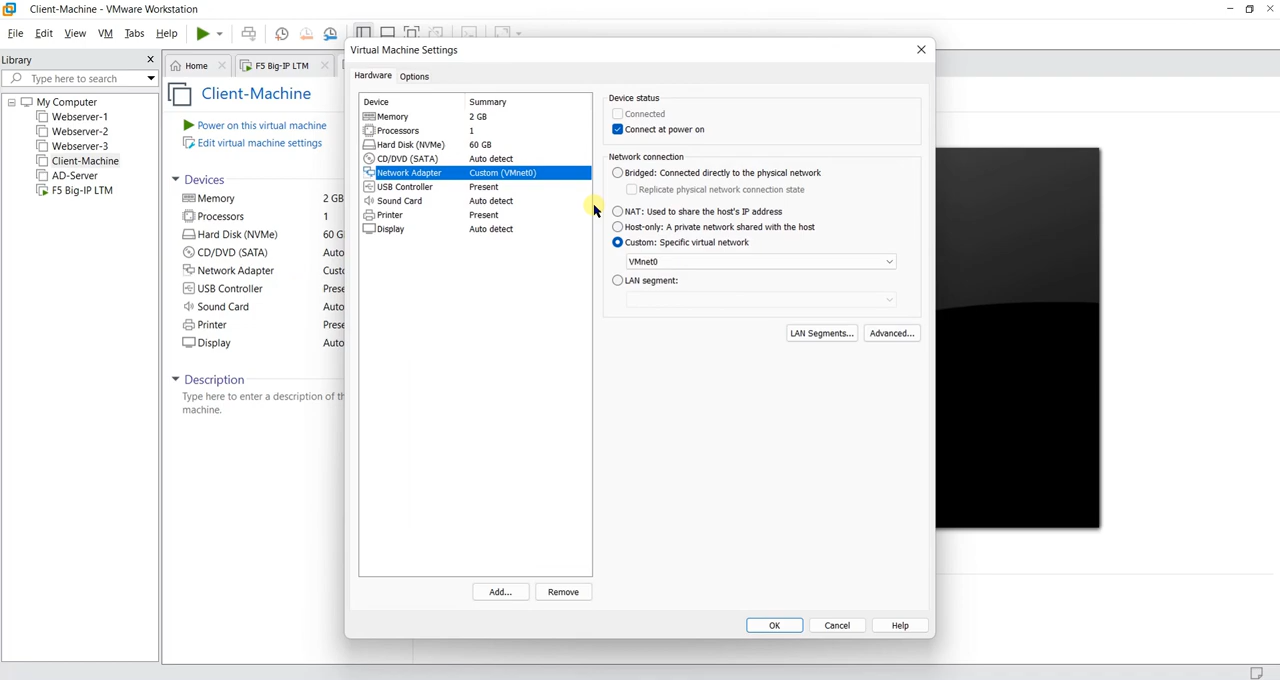 Client-Machine - VMware Workstation
File Edit View VM Tabs Help
Library
Type here to search
My Computer
Webserver-1
Webserver-2
Webserver-3
Client-Machine
AD-Server
F5 Big-IP LTM
Home
F5 Big-IP LTM
Client-Machine
Power on this virtual machine
Edit virtual machine settings
Devices
Memory 2 GB
Processors 1
Hard Disk (NVMe) 60 G
CD/DVD (SATA) Auto
Network Adapter Custo
USB Controller Prese
Sound Card Auto
Printer Prese
Display Auto
Description
Type here to enter a description of th
machine.
Virtual Machine Settings
Hardware Options
Device Summary
Memory 2 GB
Processors 1
Hard Disk (NVMe) 60 GB
CD/DVD (SATA) Auto detect
Network Adapter Custom (VMnet0)
USB Controller Present
Sound Card Auto detect
Printer Present
Display Auto detect
Add... Remove
Device status
Connected
Connect at power on
Network connection
Bridged: Connected directly to the physical network
Replicate physical network connection state
NAT: Used to share the host's IP address
Host-only: A private network shared with the host
Custom: Specific virtual network
VMnet0
LAN segment:
LAN Segments... Advanced...
OK Cancel Help